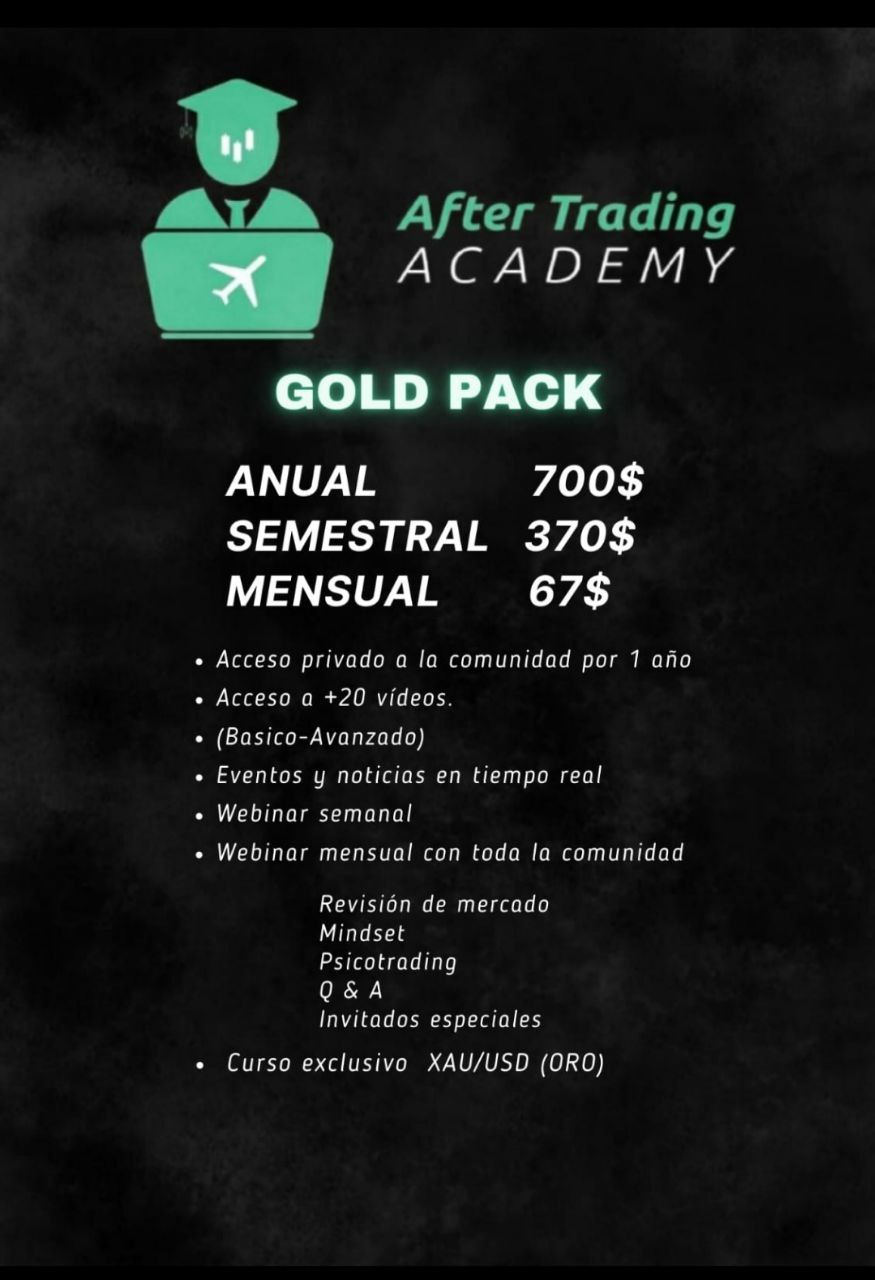 After Trading
ACADEMY
GOLD PACK
ANUAL 700$
SEMESTRAL 370$
MENSUAL 67$
• Acceso privado a la comunidad por 1 año
• Acceso a +20 vídeos.
• (Basico-Avanzado)
• Eventos y noticias en tiempo real
• Webinar semanal
• Webinar mensual con toda la comunidad
Revisión de mercado
Mindset
Psicotrading
Q & A
Invitados especiales
• Curso exclusivo XAU/USD (ORO)